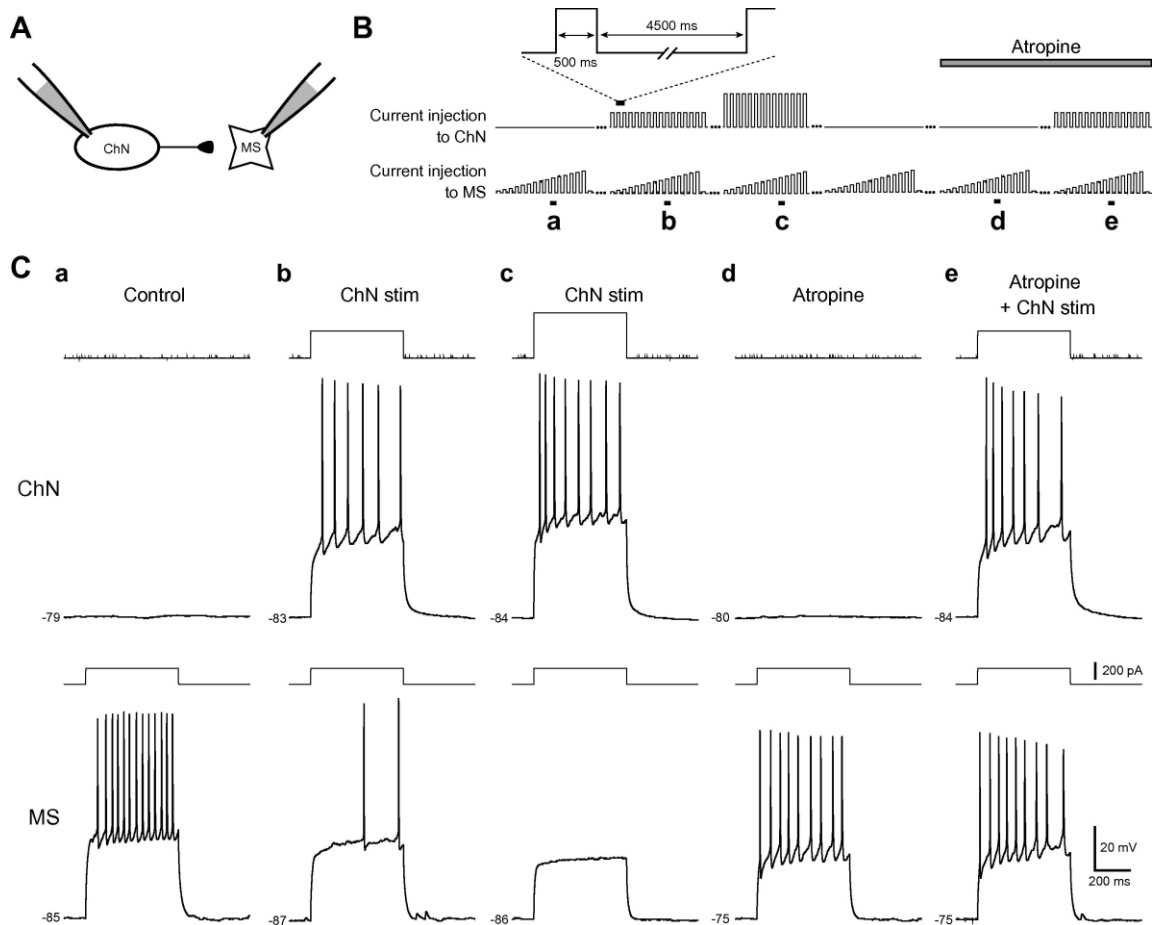 A
B
4500 ms
500 ms
Atropine
ChN
MS
Current injection
to ChN
Current injection
to MS
a
b
c
d
e
C
a
b
c
d
e
Control
ChN stim
ChN stim
Atropine
Atropine
+ ChN stim
ChN
-79
-83
-84
-80
-84
200 pA
MS
20 mV
200 ms
-85
-87
-86
-75
-75